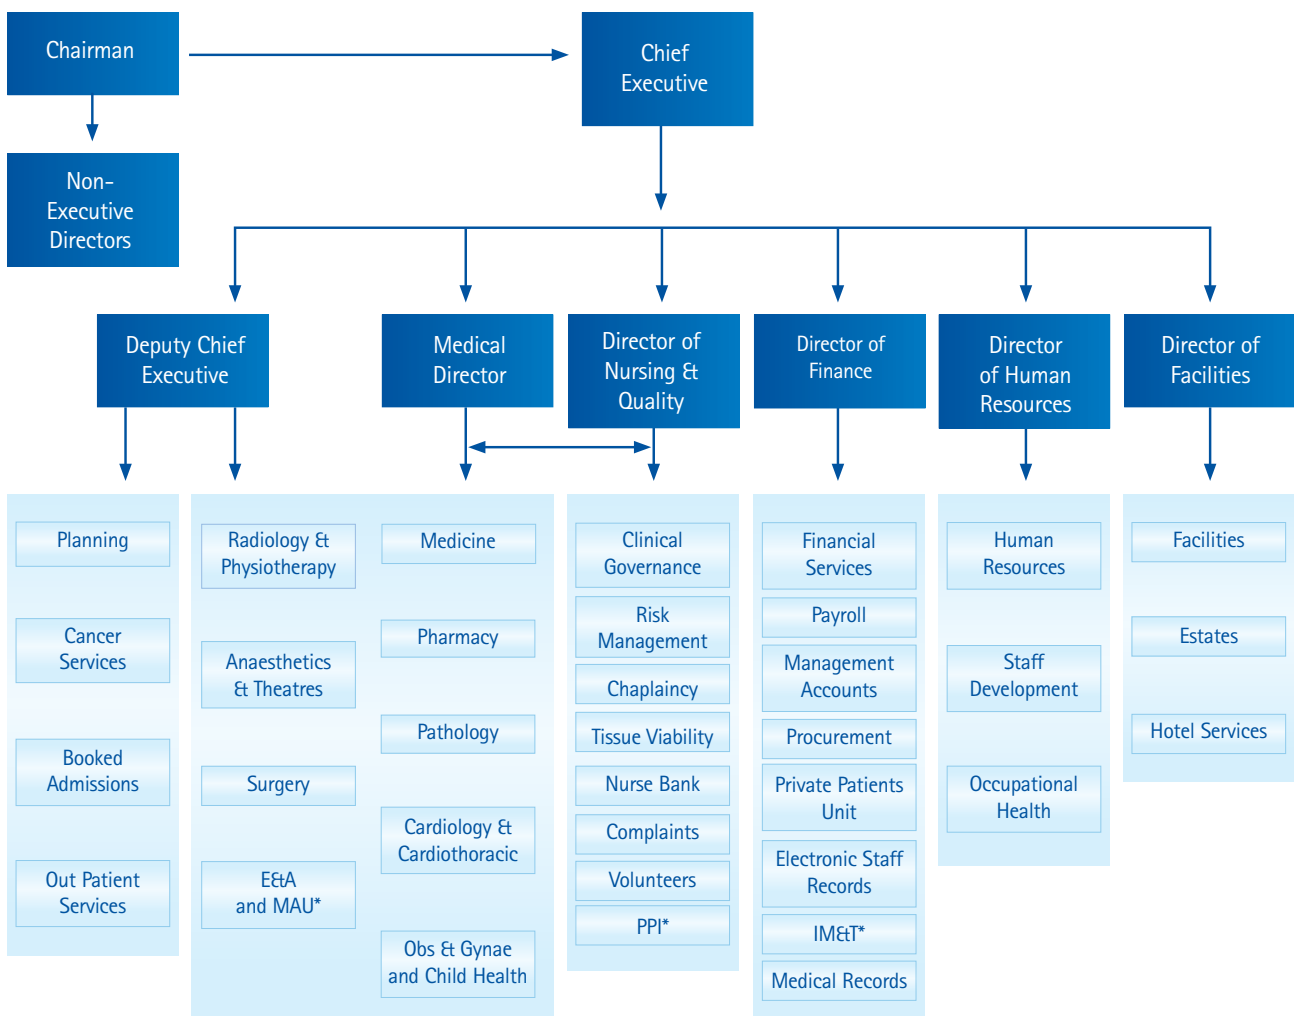 Chairman
Chief
Executive
Non-
Executive
Directors
Deputy Chief
Executive
Medical
Director
Director of
Nursing &
Quality
Director of
Finance
Director
of Human
Resources
Director of
Facilities
Planning
Cancer
Services
Booked
Admissions
Out Patient
Services
Radiology &
Physiotherapy
Anaesthetics
& Theatres
Surgery
E&A
and MAU*
Medicine
Pharmacy
Pathology
Cardiology &
Cardiothoracic
Obs & Gynae
and Child Health
Clinical
Governance
Risk
Management
Chaplaincy
Tissue Viability
Nurse Bank
Complaints
Volunteers
PPI*
Financial
Services
Payroll
Management
Accounts
Procurement
Private Patients
Unit
Electronic Staff
Records
IM&T*
Medical Records
Human
Resources
Staff
Development
Occupational
Health
Facilities
Estates
Hotel Services